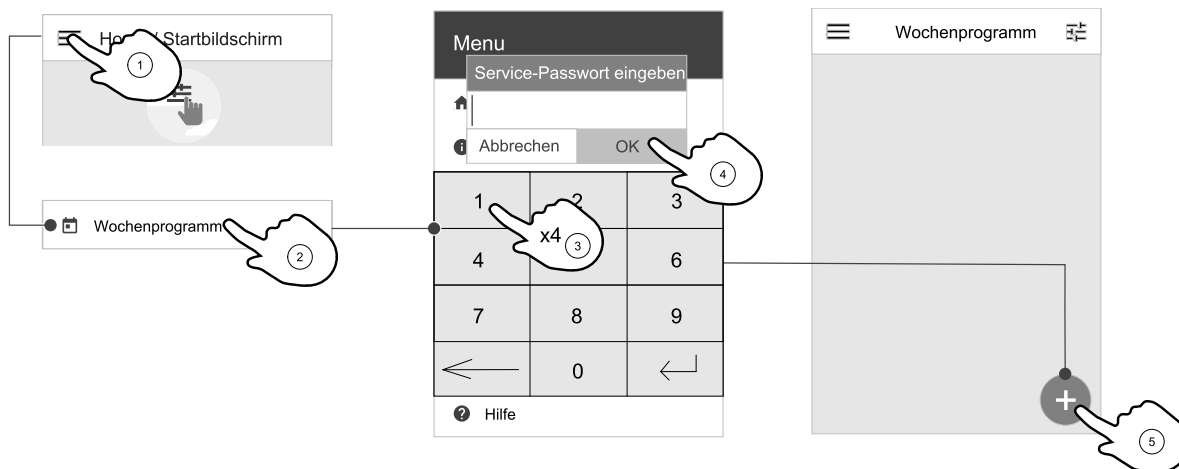 Startbildschirm
1
Wochenprogramm
2
Menu
Service-Passwort eingeben
Abbrechen
OK
4
1
2
3
x4
3
4
6
7
8
9
0
Hilfe
Wochenprogramm
+
5